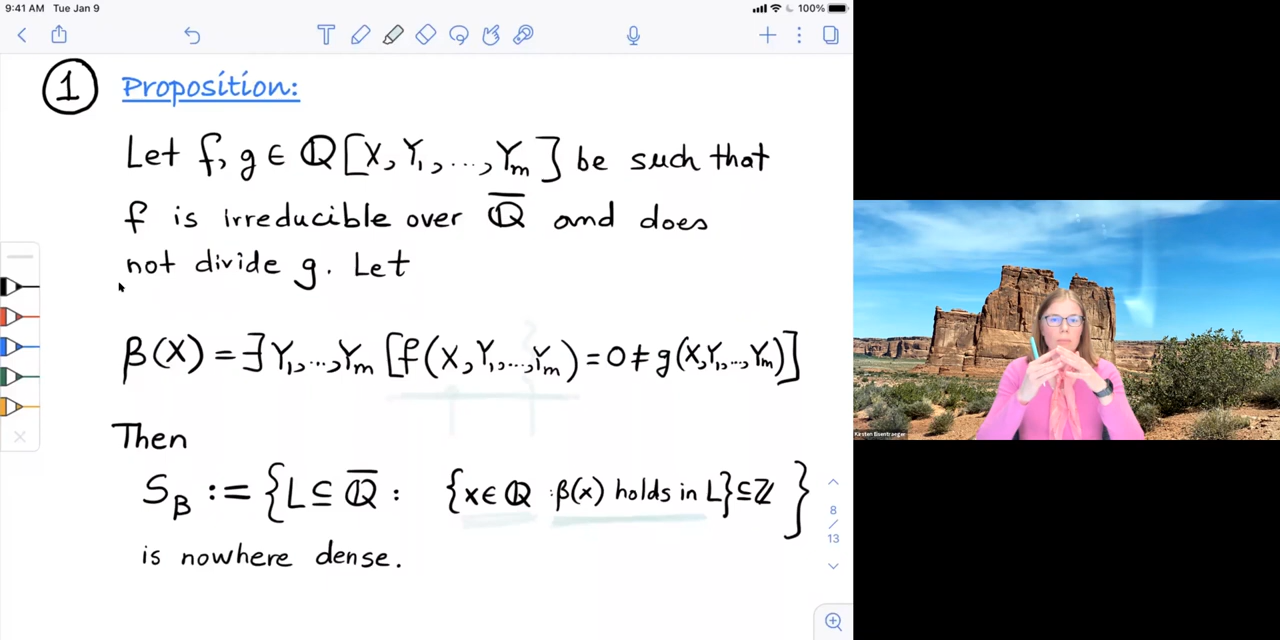 9:41 AM Tue Jan 9
100%
1 Proposition:
Let f, g ∈ ℚ[X, Y₁, ..., Yₘ] be such that
f is irreducible over ℚ̅ and does
not divide g. Let
β(X) = ∃ Y₁, ..., Yₘ [f(X, Y₁, ..., Yₘ) = 0 ≠ g(X, Y₁, ..., Yₘ)]
Then
S_β := {L ⊆ ℚ̅ : {x ∈ ℚ : β(x) holds in L} ⊆ ℤ}
is nowhere dense.
8
/
13
Kirsten Eisentraeger